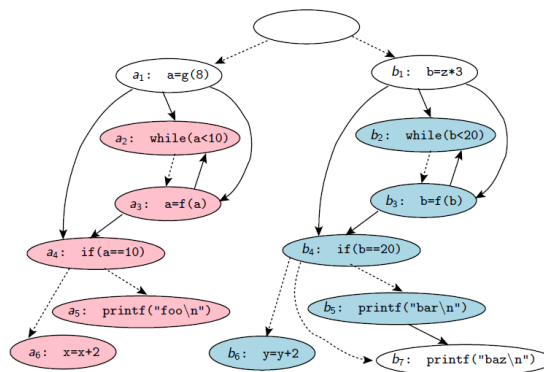 a₁: a=g(8)
b₁: b=z*3
a₂: while(a<10)
b₂: while(b<20)
a₃: a=f(a)
b₃: b=f(b)
a₄: if(a==10)
b₄: if(b==20)
a₅: printf("foo\n")
b₅: printf("bar\n")
a₆: x=x+2
b₆: y=y+2
b₇: printf("baz\n")